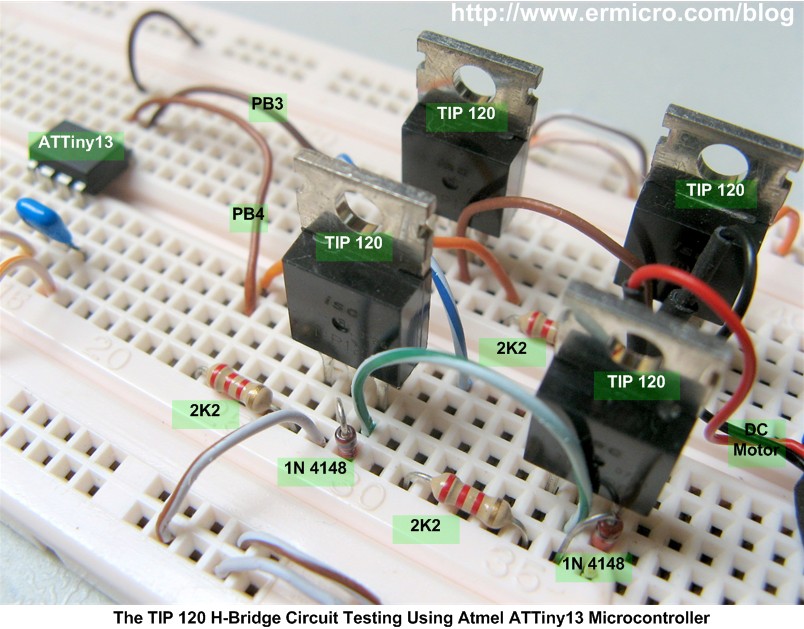 http://www.ermicro.com/blog
PB3
TIP 120
ATTiny13
TIP 120
PB4
TIP 120
isc
2K2
20
TIP 120
2K2
DC
Motor
1N 4148
30
2K2
35
1N 4148
The TIP 120 H-Bridge Circuit Testing Using Atmel ATTiny13 Microcontroller